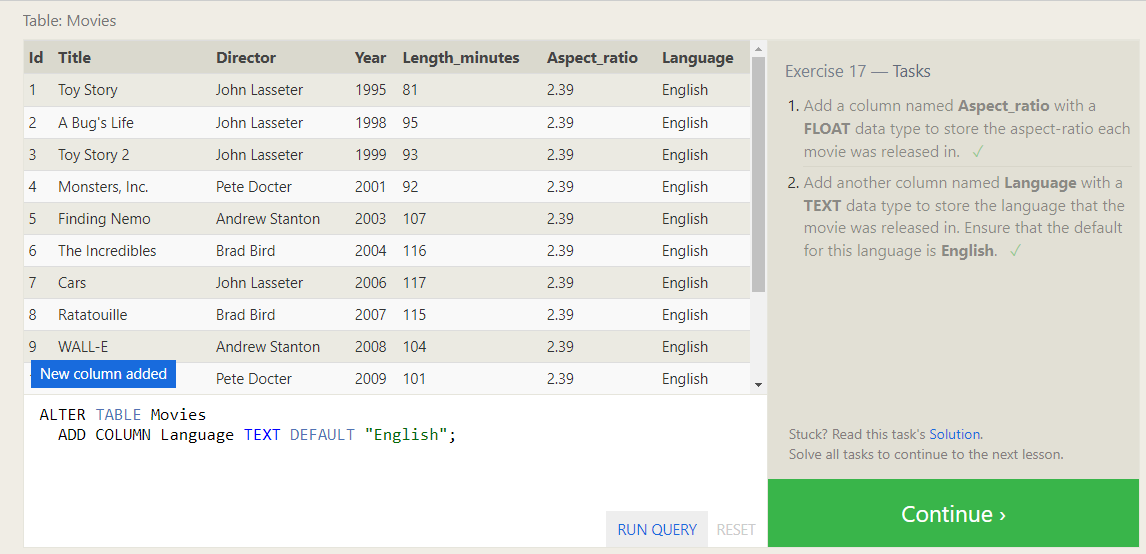 Table: Movies
Id Title Director Year Length_minutes Aspect_ratio Language
1 Toy Story John Lasseter 1995 81 2.39 English
2 A Bug's Life John Lasseter 1998 95 2.39 English
3 Toy Story 2 John Lasseter 1999 93 2.39 English
4 Monsters, Inc. Pete Docter 2001 92 2.39 English
5 Finding Nemo Andrew Stanton 2003 107 2.39 English
6 The Incredibles Brad Bird 2004 116 2.39 English
7 Cars John Lasseter 2006 117 2.39 English
8 Ratatouille Brad Bird 2007 115 2.39 English
9 WALL-E Andrew Stanton 2008 104 2.39 English
Pete Docter 2009 101 2.39 English
New column added
ALTER TABLE Movies
ADD COLUMN Language TEXT DEFAULT "English";
RUN QUERY RESET
Exercise 17 — Tasks
1. Add a column named Aspect_ratio with a
FLOAT data type to store the aspect-ratio each
movie was released in. ✓
2. Add another column named Language with a
TEXT data type to store the language that the
movie was released in. Ensure that the default
for this language is English. ✓
Stuck? Read this task's Solution.
Solve all tasks to continue to the next lesson.
Continue ›